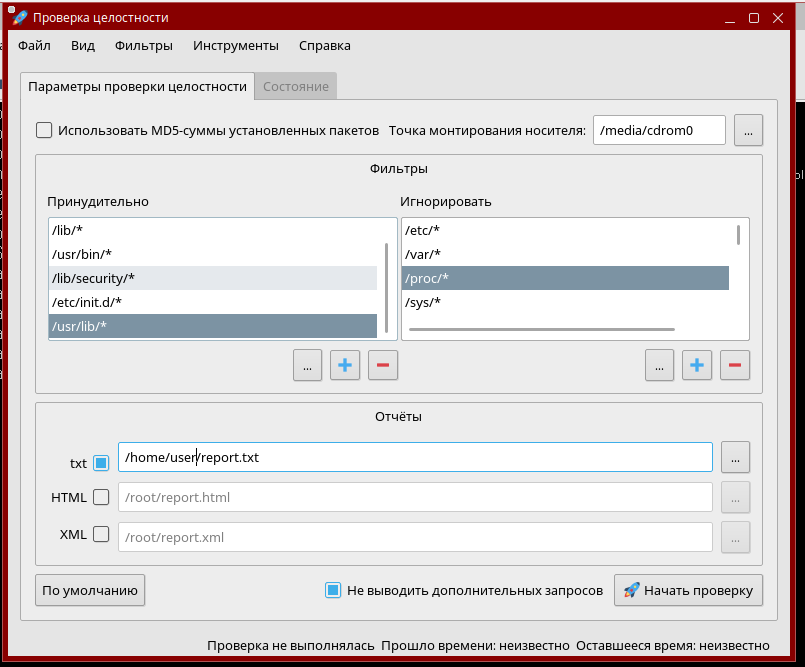 Проверка целостности
Файл Вид Фильтры Инструменты Справка
Параметры проверки целостности Состояние
Использовать MD5-суммы установленных пакетов Точка монтирования носителя: /media/cdrom0 ...
Фильтры
Принудительно Игнорировать
/lib/* /etc/*
/usr/bin/* /var/*
/lib/security/* /proc/*
/etc/init.d/* /sys/*
/usr/lib/*
... ...
Отчёты
txt /home/user/report.txt ...
HTML /root/report.html ...
XML /root/report.xml ...
По умолчанию Не выводить дополнительных запросов Начать проверку
Проверка не выполнялась Прошло времени: неизвестно Оставшееся время: неизвестно